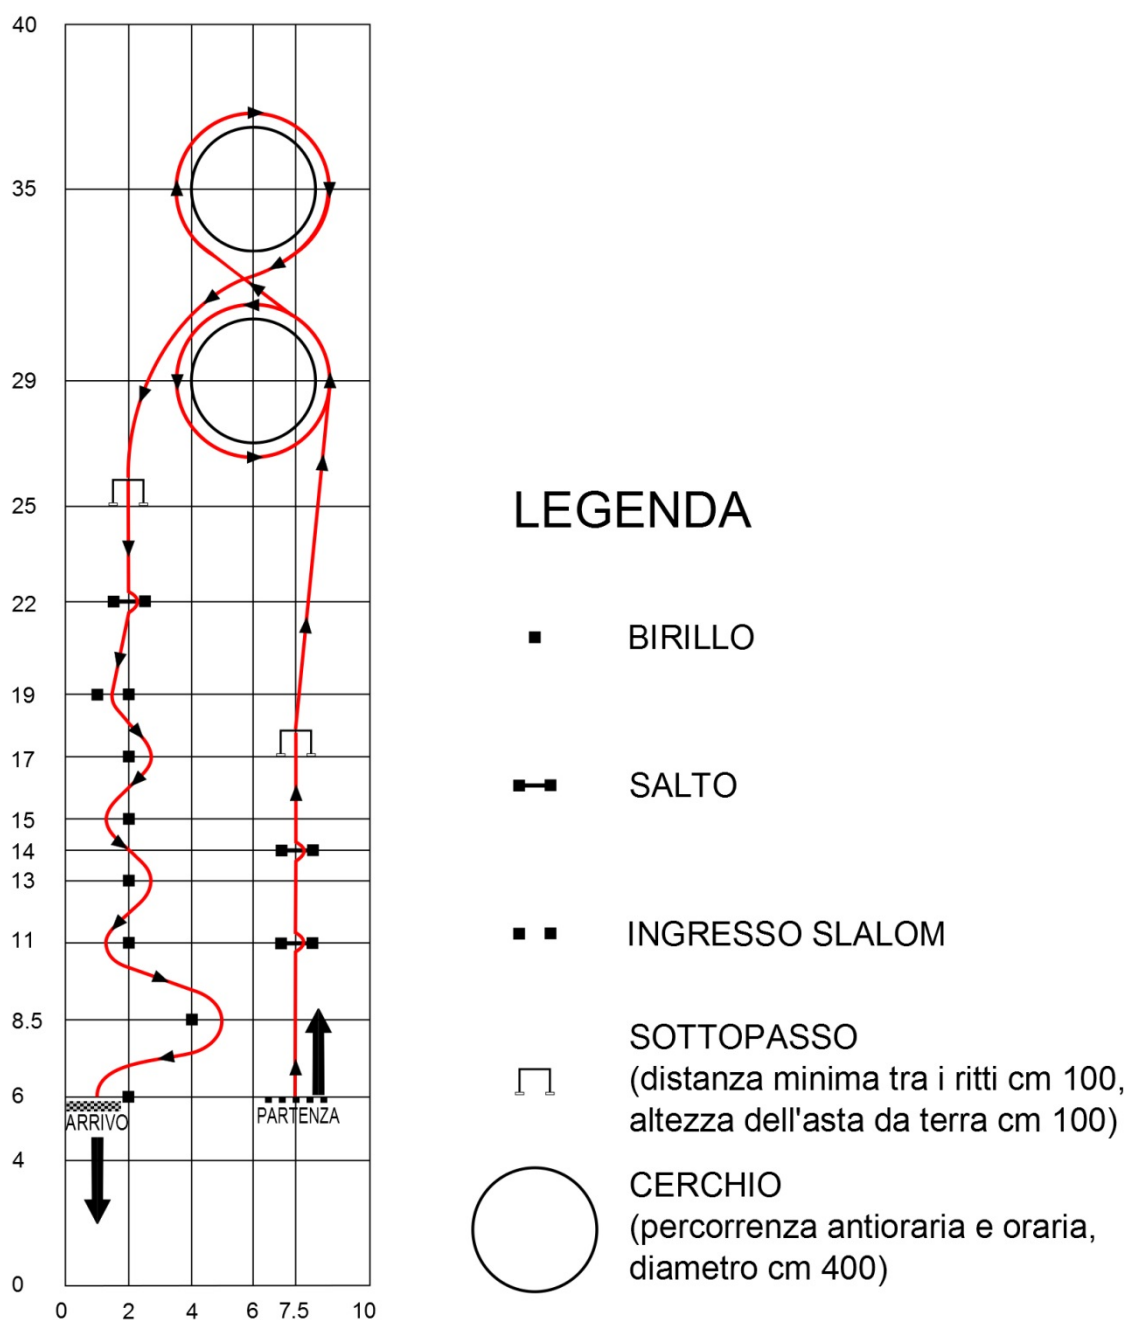 40
35
29
25
22
19
17
15
14
13
11
8.5
6
4
0
0 2 4 6 7.5 10
ARRIVO
PARTENZA
LEGENDA
BIRILLO
SALTO
INGRESSO SLALOM
SOTTOPASSO
(distanza minima tra i ritti cm 100,
altezza dell'asta da terra cm 100)
CERCHIO
(percorrenza antioraria e oraria,
diametro cm 400)